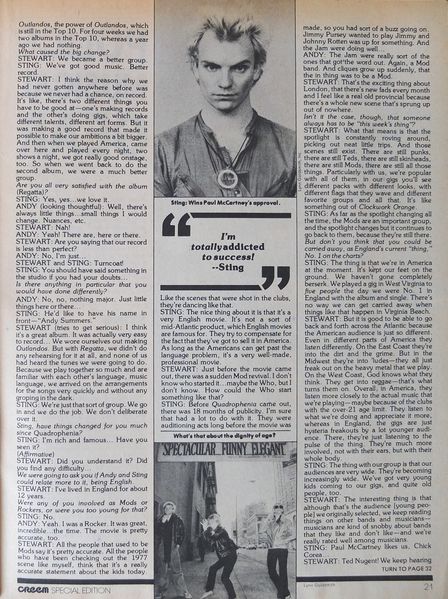 Outlandos, the power of Outlandos, which
is still in the Top 10. For four weeks we had
two albums in the Top 10, whereas a year
ago we had nothing.
What caused the big change?
STEWART: We became a better group.
STING: We've got good music. Better
record.
STEWART: I think the reason why we
had never gotten anywhere before was
because we never had a chance, on record.
It's like, there's two different things you
have to be good at—one's making records
and the other's doing gigs, which take
different talents, different art forms. But it
was making a good record that made it
possible to make our ambitions a bit bigger.
And then when we played America, came
over here and played every night, two
shows a night, we got really good onstage,
too. So when we went back to do the
second album, we were a much better
group.
Are you all very satisfied with the album
(Regatta)?
STING: Yes, yes...we love it.
ANDY (looking thoughtful): Well, there's
always little things...small things I would
change. Nuances, etc.
STEWART: Nah!
ANDY: Yah! There are, here or there.
STEWART: Are you saying that our record
is less than perfect?
ANDY: No, I'm just...
STEWART and STING: Turncoat!
STING: You should have said something in
the studio if you had your doubts...
Is there anything in particular that you
would have done differently?
ANDY: No, no, nothing major. Just little
things here or there...
STING: He'd like to have his name in
front—"Andy Summers."
STEWART (tries to get serious): I think
it's a great album. It was actually very easy
to record... We wore ourselves out making
Outlandos. But with Regatta, we didn't do
any rehearsing for it at all, and none of us
had heard the tunes we were going to do.
Because we play together so much and are
familiar with each other's language, music
language, we arrived on the arrangements
for the songs very quickly and without any
groping in the dark.
STING: We're just that sort of group. We go
in and we do the job. We don't deliberate
over it.
Sting, have things changed for you much
since Quadrophenia?
STING: I'm rich and famous... Have you
seen it?
(Affirmative)
STEWART: Did you understand it? Did
you find any difficulty...
We were going to ask you if Andy and Sting
could relate more to it, being English.
STEWART: I've lived in England for about
12 years.
Were any of you involved as Mods or
Rockers, or were you too young for that?
STING: No.
ANDY: Yeah. I was a Rocker. It was great,
incredible...the time. The movie is pretty
accurate, too.
STEWART: All the people that used to be
Mods say it's pretty accurate. All the people
who have been checking out the 1977
scene like myself, think that it's a really
accurate statement about the kids today.
Sting: Wins Paul McCartney's approval.
"I'm
totally addicted
to success!
--Sting"
Like the scenes that were shot in the clubs,
they're dancing like that.
STING: The nice thing about it is that it's a
very English movie. It's not a sort of
mid-Atlantic product, which English movies
are famous for. They try to compensate for
the fact that they've got to sell it in America.
As long as the Americans can get past the
language problem, it's a very well-made,
professional movie.
STEWART: Just before the movie came
out, there was a sudden Mod revival. I don't
know who started it...maybe the Who, but I
don't know. How could the Who start
something like that?
STING: Before Quadrophenia came out,
there was 18 months of publicity. I'm sure
that had a lot to do with it. They were
auditioning acts long before the movie was
What's that about the dignity of age?
SPECTACULAR FUNNY ELEGANT
made, so you had sort of a buzz going on.
Jimmy Pursey wanted to play Jimmy and
Johnny Rotten was up for something. And
the Jam were doing well...
ANDY: The Jam were really sort of the
ones that got the word out. Again, a Mod
band. And cliques grow up suddenly, that
the in thing was to be a Mod.
STEWART: That's the exciting thing about
London, that there's new fads every month
and I feel like a real old provincial because
there's a whole new scene that's sprung up
out of nowhere.
Isn't it the case, though, that someone
always has to be "this week's thing"?
STEWART: What that means is that the
spotlight is constantly roving around,
picking out neat little trips. And those
scenes still exist. There are still punks,
there are still Teds, there are still skinheads,
there are still Mods, there are still all those
things. Particularly with us, we're popular
with all of them, in our gigs you'll see
different packs with different looks, with
different flags that they wave and different
favorite groups and all that. It's like
something out of Clockwork Orange.
STING: As far as the spotlight changing all
the time, the Mods are an important group,
and the spotlight changes but it continues to
go back to them, because they're still there.
But don't you think that you could be
carried away, as England's current "thing,"
No. 1 on the charts?
STING: The thing is that we're in America
at the moment. It's kept our feet on the
ground. We haven't gone completely
berserk. We played a gig in West Virginia to
five people the day we were No. 1 in
England with the album and single. There's
no way we can get carried away when
things like that happen in Virginia Beach.
STEWART: But it is good to be able to go
back and forth across the Atlantic because
the American audience is just so different.
Even in different parts of America they
listen differently. On the East Coast they're
into the dirt and the grime. But in the
Midwest they're into 'ludes—they all just
freak out on the heavy metal that we play.
On the West Coast, God knows what they
think. They get into reggae—that's what
turns them on. Overall, in America, they
listen more closely to the actual music that
we're playing—maybe because of the clubs
with the over-21 age limit. They listen to
what we're doing and appreciate it more,
whereas in England, the gigs are just
hysteria freakouts by a lot younger audi-
ence. There, they're just listening to the
pulse of the thing. They're much more
involved, not with their ears, but with their
whole body.
STING: The thing with our group is that our
audiences are very wide. They're becoming
increasingly wide. We've got very young
kids coming to our gigs, and quite old
people, too.
STEWART: The interesting thing is that
although that's the audience [young peo-
ple] we originally selected, we keep reading
things on other bands and musicians—
musicians are kind of snobby about bands
that they like and don't like—and we're
really rated well among musicians.
STING: Paul McCartney likes us, Chick
Corea...
STEWART: Ted Nugent! We keep hearing
TURN TO PAGE 32
CREEM SPECIAL EDITION
Lynn Goldsmith
21